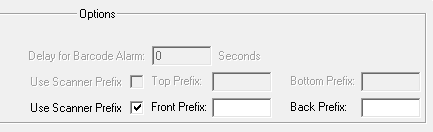 Options
Delay for Barcode Alarm: 0 Seconds
Use Scanner Prefix Top Prefix: Bottom Prefix:
Use Scanner Prefix Front Prefix: Back Prefix: